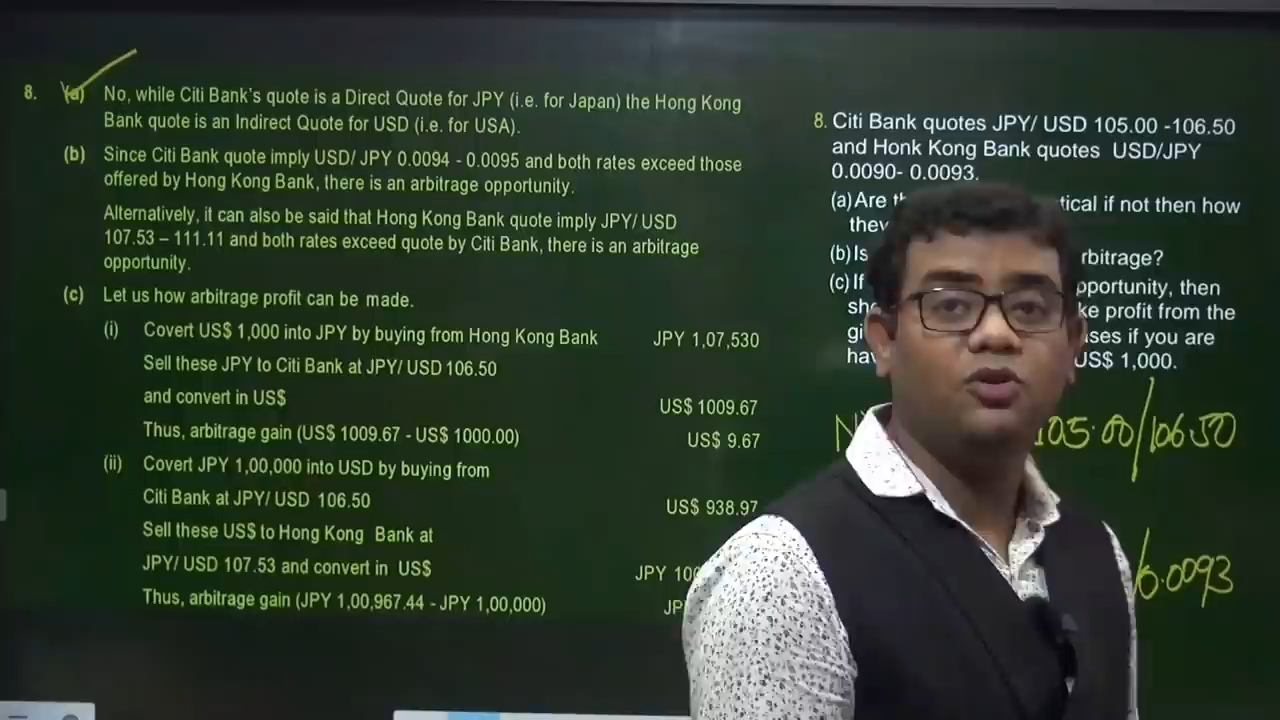 8. (a) No, while Citi Bank's quote is a Direct Quote for JPY (i.e. for Japan) the Hong Kong
Bank quote is an Indirect Quote for USD (i.e. for USA).
(b) Since Citi Bank quote imply USD/ JPY 0.0094 - 0.0095 and both rates exceed those
offered by Hong Kong Bank, there is an arbitrage opportunity.
Alternatively, it can also be said that Hong Kong Bank quote imply JPY/ USD
107.53 – 111.11 and both rates exceed quote by Citi Bank, there is an arbitrage
opportunity.
(c) Let us how arbitrage profit can be made.
(i) Covert US$ 1,000 into JPY by buying from Hong Kong Bank JPY 1,07,530
Sell these JPY to Citi Bank at JPY/ USD 106.50
and convert in US$ US$ 1009.67
Thus, arbitrage gain (US$ 1009.67 - US$ 1000.00) US$ 9.67
(ii) Covert JPY 1,00,000 into USD by buying from
Citi Bank at JPY/ USD 106.50 US$ 938.97
Sell these US$ to Hong Kong Bank at
JPY/ USD 107.53 and convert in US$ JPY
Thus, arbitrage gain (JPY 1,00,967.44 - JPY 1,00,000)
8. Citi Bank quotes JPY/ USD 105.00 -106.50
and Honk Kong Bank quotes USD/JPY
0.0090- 0.0093.
(a) Are if not then how
(b) Is
(c) If then
profit from the
if you are
US$ 1,000.
105.00/106.50
/0.0093